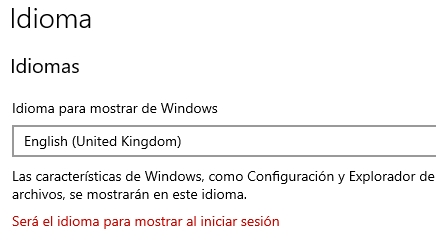 Idioma
Idiomas
Idioma para mostrar de Windows
English (United Kingdom)
Las características de Windows, como Configuración y Explorador de
archivos, se mostrarán en este idioma.
Será el idioma para mostrar al iniciar sesión